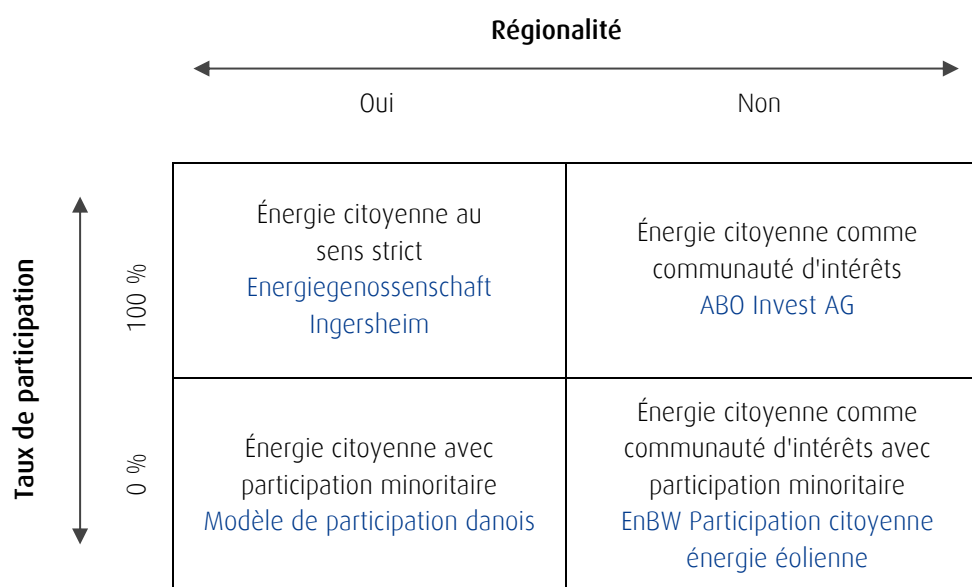 Régionalité
Oui
Non
Taux de participation
100 %
Énergie citoyenne au
sens strict
Energiegenossenschaft
Ingersheim
Énergie citoyenne comme
communauté d'intérêts
ABO Invest AG
0 %
Énergie citoyenne avec
participation minoritaire
Modèle de participation danois
Énergie citoyenne comme
communauté d'intérêts avec
participation minoritaire
EnBW Participation citoyenne
énergie éolienne